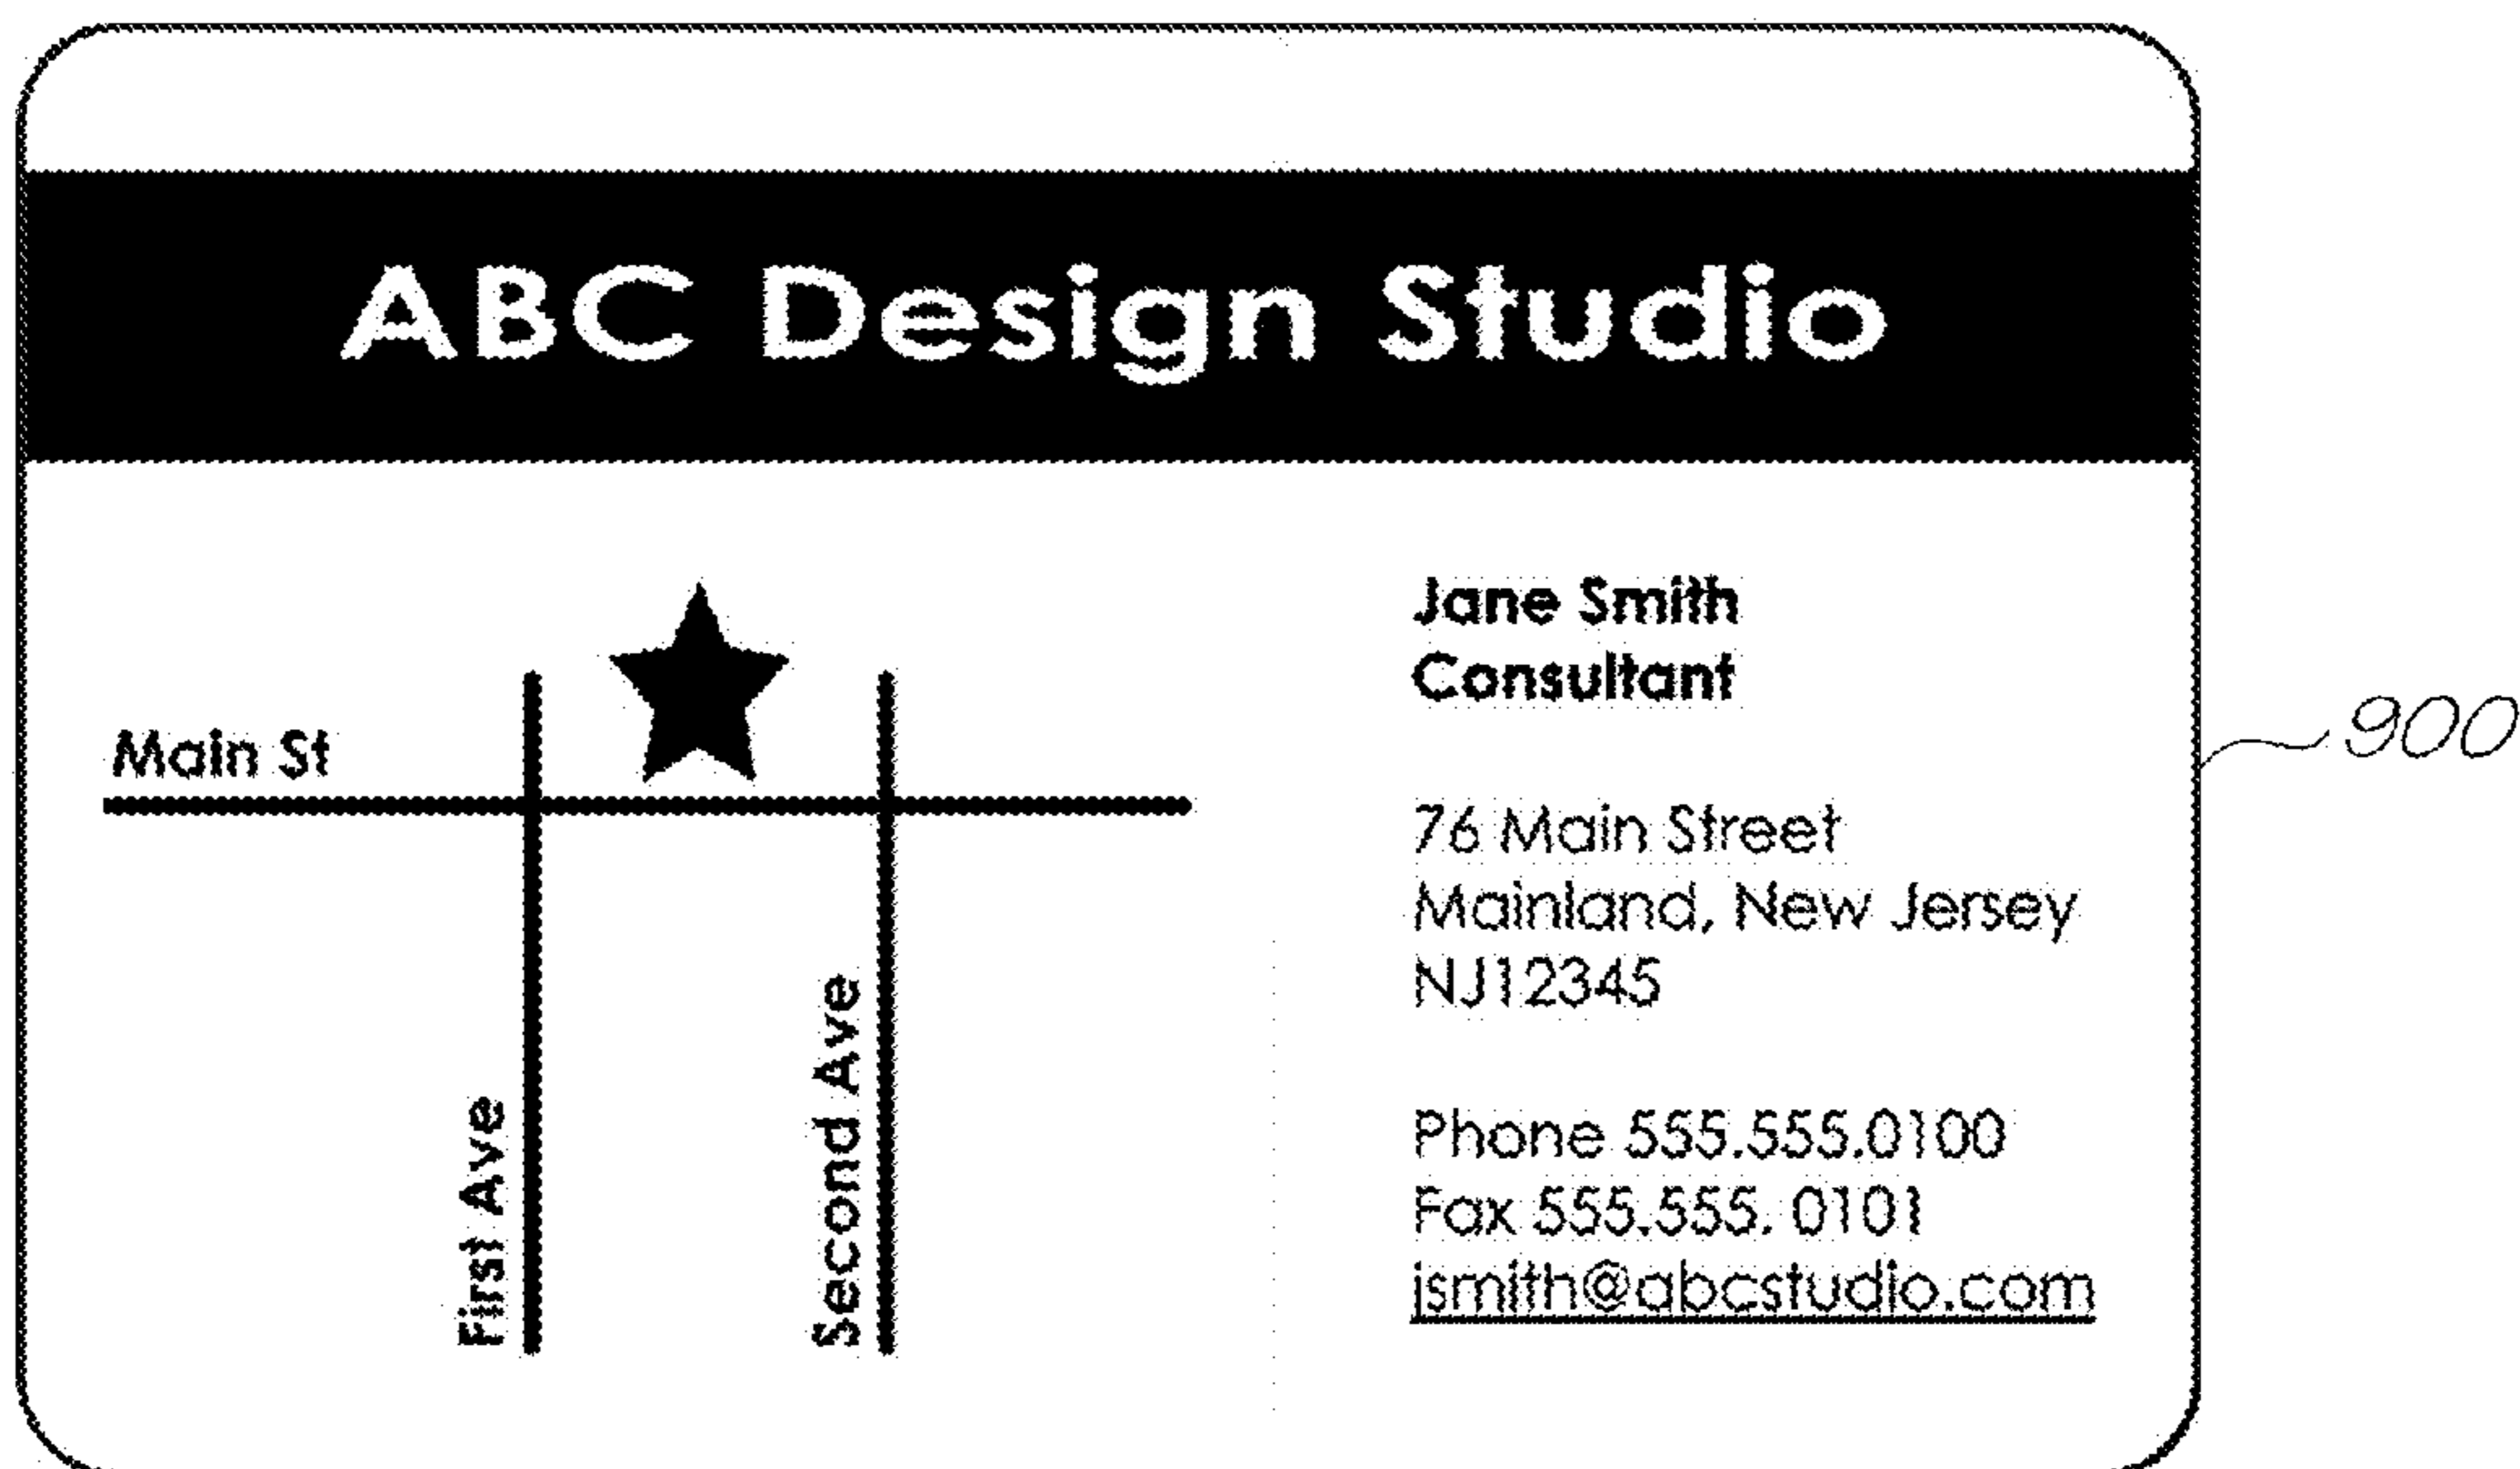 ABC Design Studio
Jane Smith
Consultant
Main St
900
76 Main Street
Mainland, New Jersey
NJ12345
First Ave
Second Ave
Phone 555.555.0100
Fax 555.555. 0101
jsmith@abcstudio.com